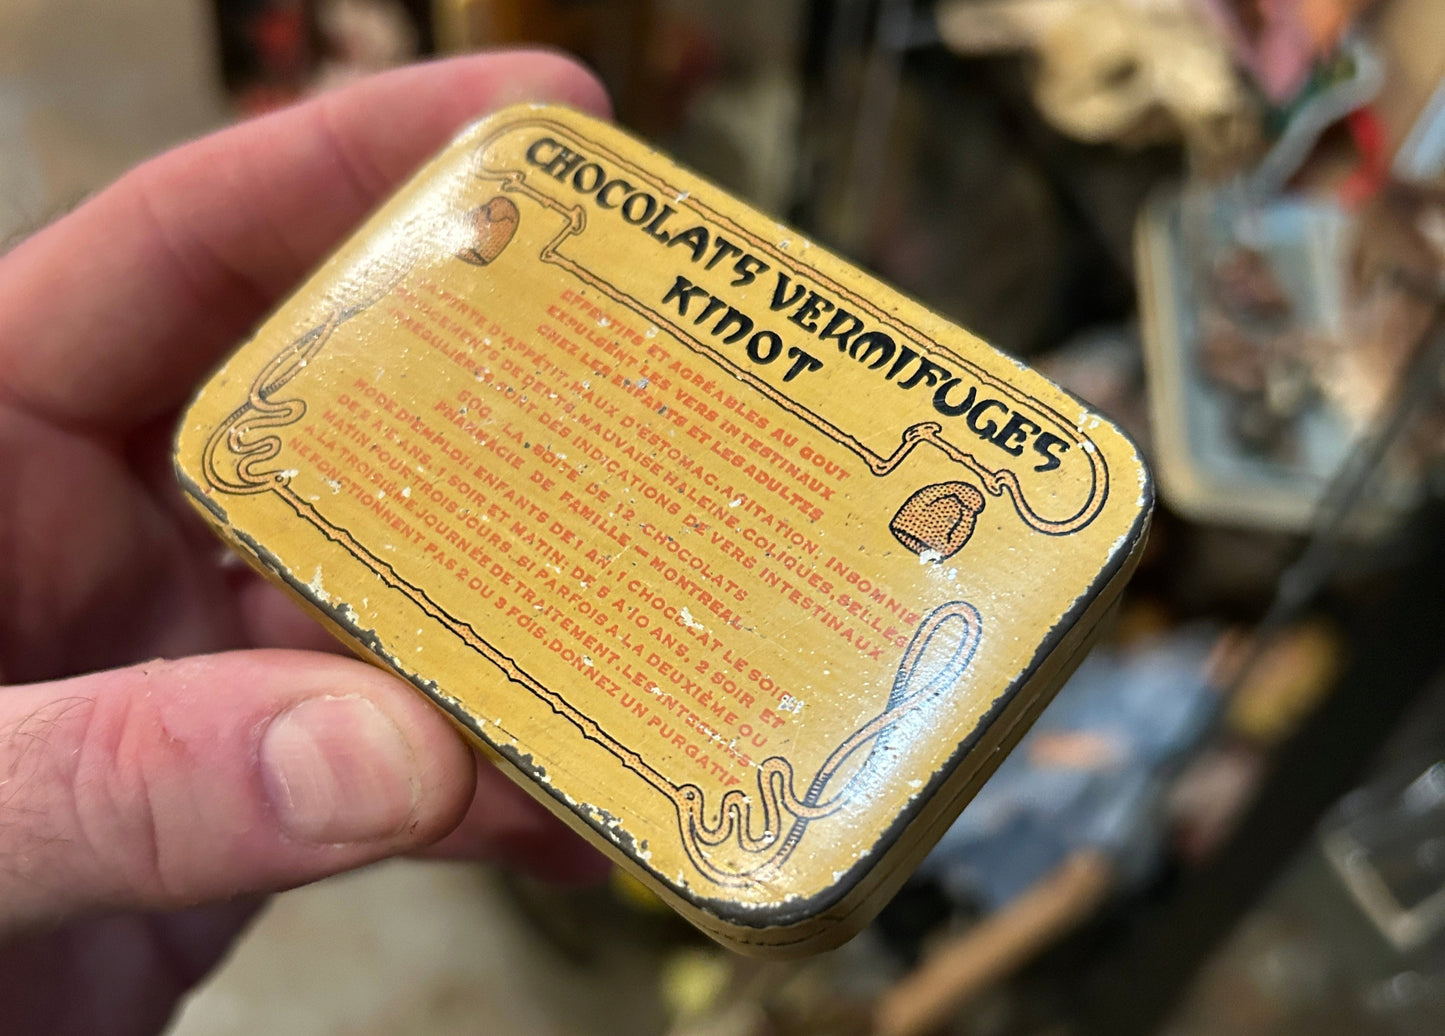 CHOCOLATS VERMIFUGES
KINOT
EFFECTIFS ET AGRÉABLES AU GOUT
EXPULSENT LES VERS INTESTINAUX
CHEZ LES ENFANTS ET LES ADULTES
PERTE D'APPÉTIT, MAUX D'ESTOMAC, AGITATION, INSOMNIE
GRINCEMENTS DE DENTS, MAUVAISE HALEINE, COLIQUES, SELLES
IRRÉGULIÈRES, SONT DES INDICATIONS DE VERS INTESTINAUX
50¢. LA BOÎTE DE 12 CHOCOLATS
PHARMACIE DE FAMILLE — MONTREAL
MODE D'EMPLOI: ENFANTS DE 1 AN, 1 CHOCOLAT LE SOIR;
DE 2 À 4 ANS, SOIR ET MATIN; DE 5 A 10 ANS, 2 SOIR ET
MATIN POUR TROIS JOURS. SI PARFOIS A LA DEUXIÈME OU
A LA TROISIÈME JOURNÉE DE TRAITEMENT, LES INTESTINS
NE FONCTIONNENT PAS 2 OU 3 FOIS, DONNEZ UN PURGATIF